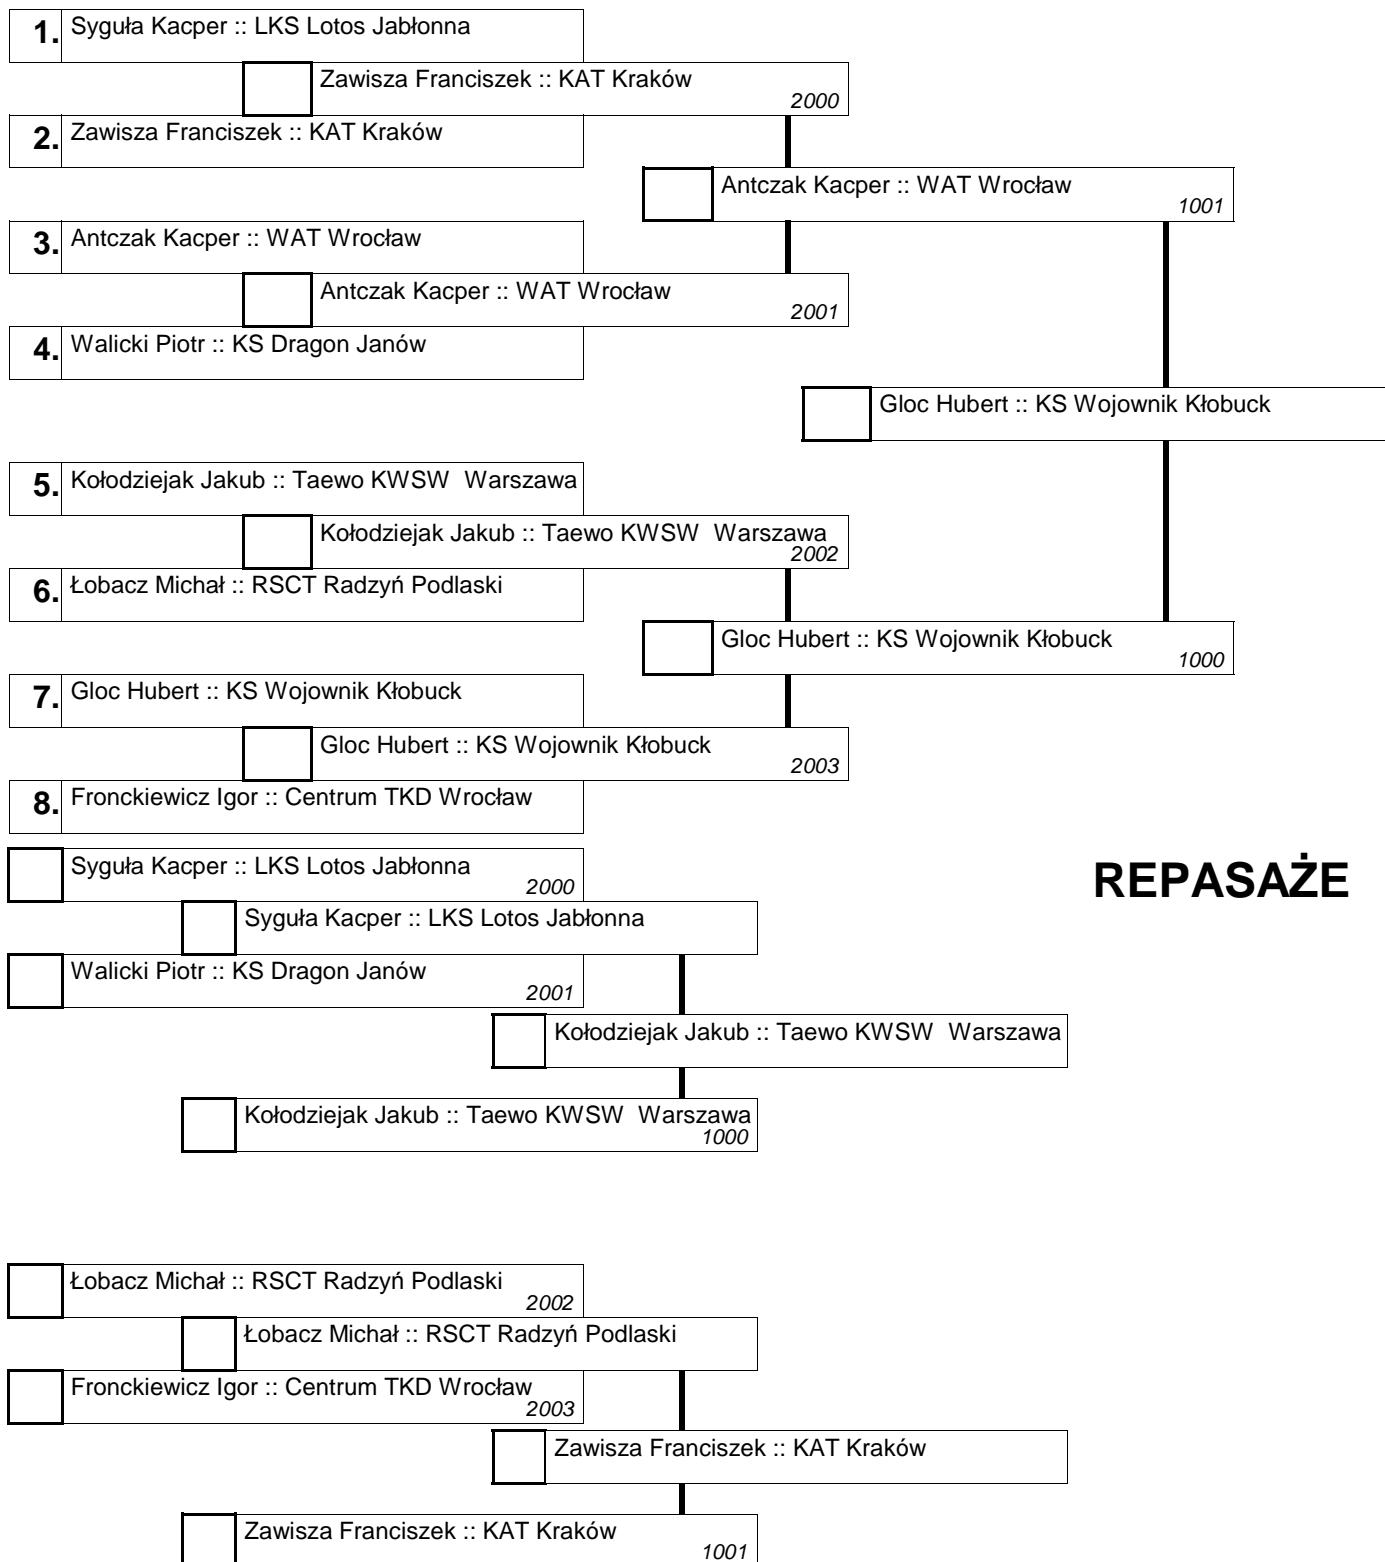 1. Syguła Kacper :: LKS Lotos Jabłonna
Zawisza Franciszek :: KAT Kraków
2000
2. Zawisza Franciszek :: KAT Kraków
Antczak Kacper :: WAT Wrocław
1001
3. Antczak Kacper :: WAT Wrocław
Antczak Kacper :: WAT Wrocław
2001
4. Walicki Piotr :: KS Dragon Janów
Gloc Hubert :: KS Wojownik Kłobuck
5. Kołodziejak Jakub :: Taewo KWSW Warszawa
Kołodziejak Jakub :: Taewo KWSW Warszawa
2002
6. Łobacz Michał :: RSCT Radzyń Podlaski
Gloc Hubert :: KS Wojownik Kłobuck
1000
7. Gloc Hubert :: KS Wojownik Kłobuck
Gloc Hubert :: KS Wojownik Kłobuck
2003
8. Fronckiewicz Igor :: Centrum TKD Wrocław
Syguła Kacper :: LKS Lotos Jabłonna
2000
REPASAŻE
Syguła Kacper :: LKS Lotos Jabłonna
Walicki Piotr :: KS Dragon Janów
2001
Kołodziejak Jakub :: Taewo KWSW Warszawa
Kołodziejak Jakub :: Taewo KWSW Warszawa
1000
Łobacz Michał :: RSCT Radzyń Podlaski
2002
Łobacz Michał :: RSCT Radzyń Podlaski
Fronckiewicz Igor :: Centrum TKD Wrocław
2003
Zawisza Franciszek :: KAT Kraków
Zawisza Franciszek :: KAT Kraków
1001